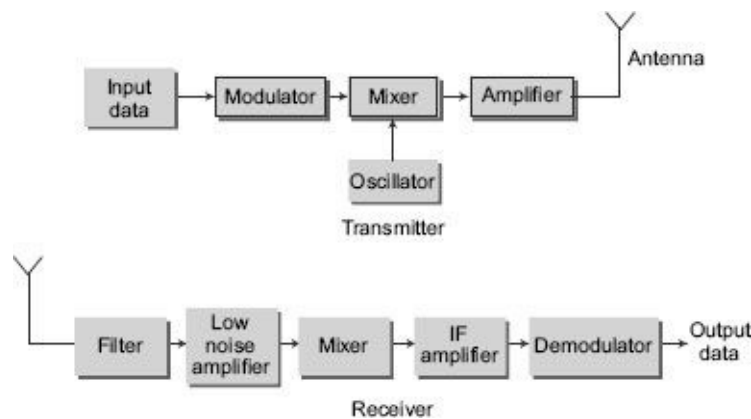 Antenna
Input
data
Modulator
Mixer
Amplifier
Oscillator
Transmitter
Filter
Low
noise
amplifier
Mixer
IF
amplifier
Demodulator
Output
data
Receiver